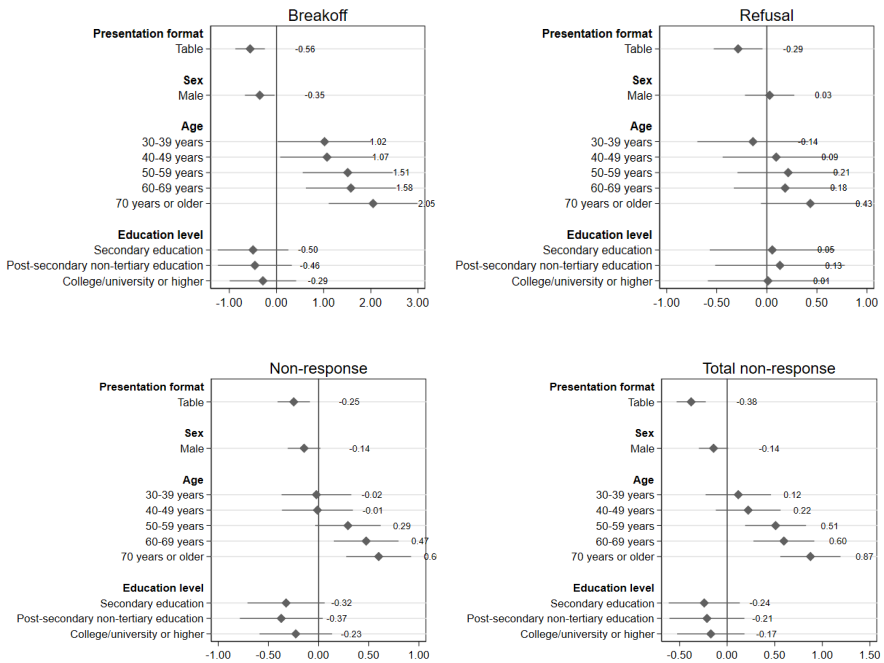 Breakoff
Presentation format
Table -0.56
Sex
Male -0.35
Age
30-39 years 1.02
40-49 years 1.07
50-59 years 1.51
60-69 years 1.58
70 years or older 2.05
Education level
Secondary education -0.50
Post-secondary non-tertiary education -0.46
College/university or higher -0.29
-1.00 0.00 1.00 2.00 3.00
Refusal
Presentation format
Table -0.29
Sex
Male 0.03
Age
30-39 years -0.14
40-49 years 0.09
50-59 years 0.21
60-69 years 0.18
70 years or older 0.43
Education level
Secondary education 0.05
Post-secondary non-tertiary education 0.13
College/university or higher 0.01
-1.00 -0.50 0.00 0.50 1.00
Non-response
Presentation format
Table -0.25
Sex
Male -0.14
Age
30-39 years -0.02
40-49 years -0.01
50-59 years 0.29
60-69 years 0.47
70 years or older 0.6
Education level
Secondary education -0.32
Post-secondary non-tertiary education -0.37
College/university or higher -0.23
-1.00 -0.50 0.00 0.50 1.00
Total non-response
Presentation format
Table -0.38
Sex
Male -0.14
Age
30-39 years 0.12
40-49 years 0.22
50-59 years 0.51
60-69 years 0.60
70 years or older 0.87
Education level
Secondary education -0.24
Post-secondary non-tertiary education -0.21
College/university or higher -0.17
-0.50 0.00 0.50 1.00 1.50